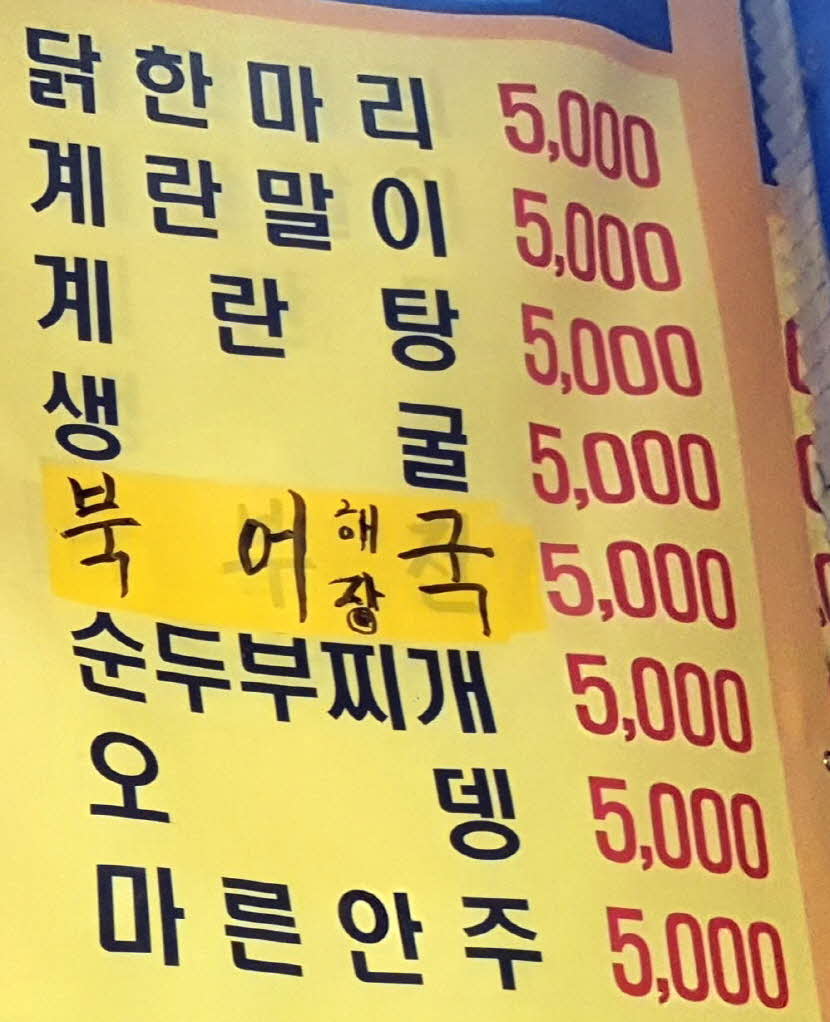 닭한마리 5,000
계란말이 5,000
계란탕 5,000
생굴 5,000
북어해장국 5,000
순두부찌개 5,000
오뎅 5,000
마른안주 5,000